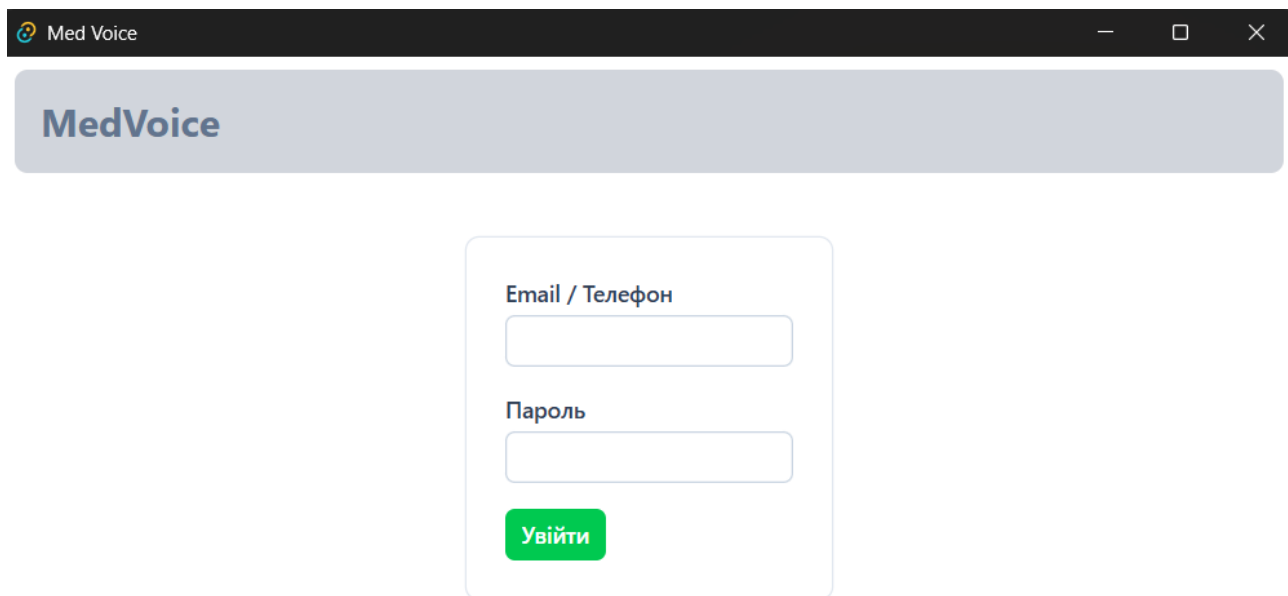 Med Voice
MedVoice
Email / Телефон
Пароль
Увійти